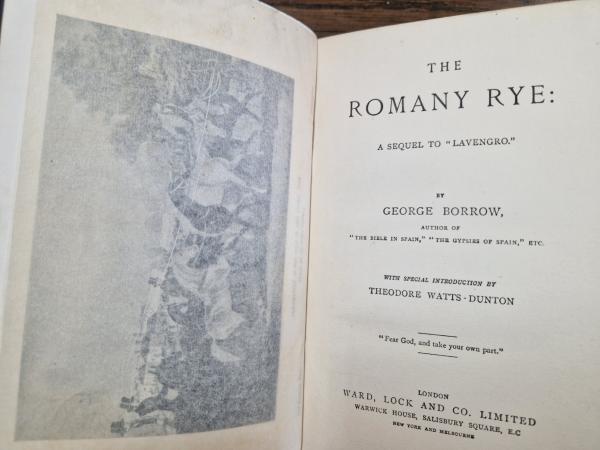 THE
ROMANY RYE:
A SEQUEL TO "LAVENGRO."
BY
GEORGE BORROW,
AUTHOR OF
"THE BIBLE IN SPAIN," "THE GYPSIES OF SPAIN," ETC.
WITH SPECIAL INTRODUCTION BY
THEODORE WATTS-DUNTON
"Fear God, and take your own part."
LONDON
WARD, LOCK AND CO. LIMITED
WARWICK HOUSE, SALISBURY SQUARE, E.C
NEW YORK AND MELBOURNE